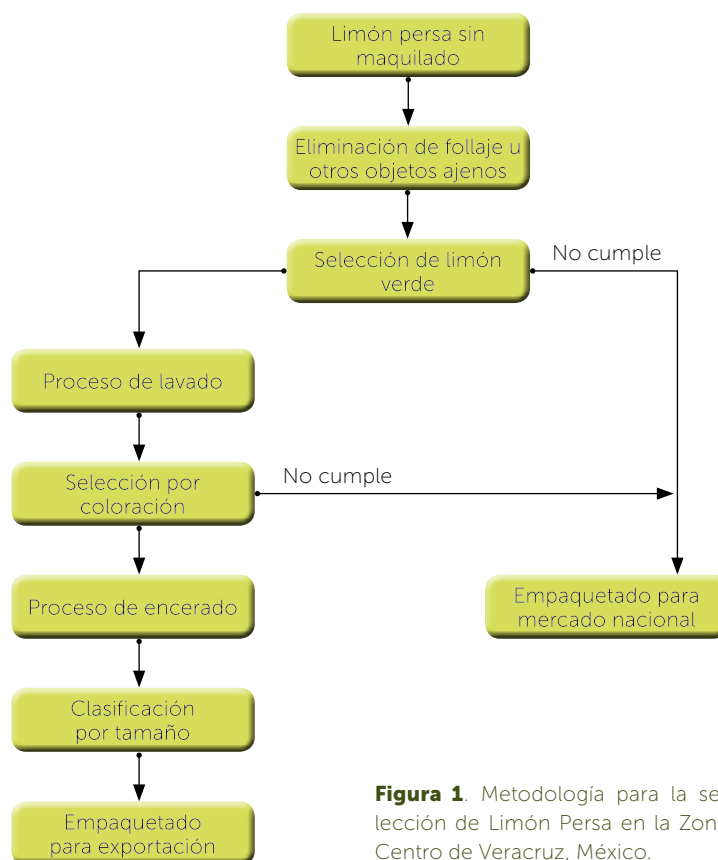 Limón persa sin
maquilado
Eliminación de follaje u
otros objetos ajenos
Selección de limón
verde
No cumple
Proceso de lavado
Selección por
coloración
No cumple
Proceso de encerado
Empaquetado para
mercado nacional
Clasificación
por tamaño
Empaquetado
para exportación
Figura 1. Metodología para la se-
lección de Limón Persa en la Zona
Centro de Veracruz, México.